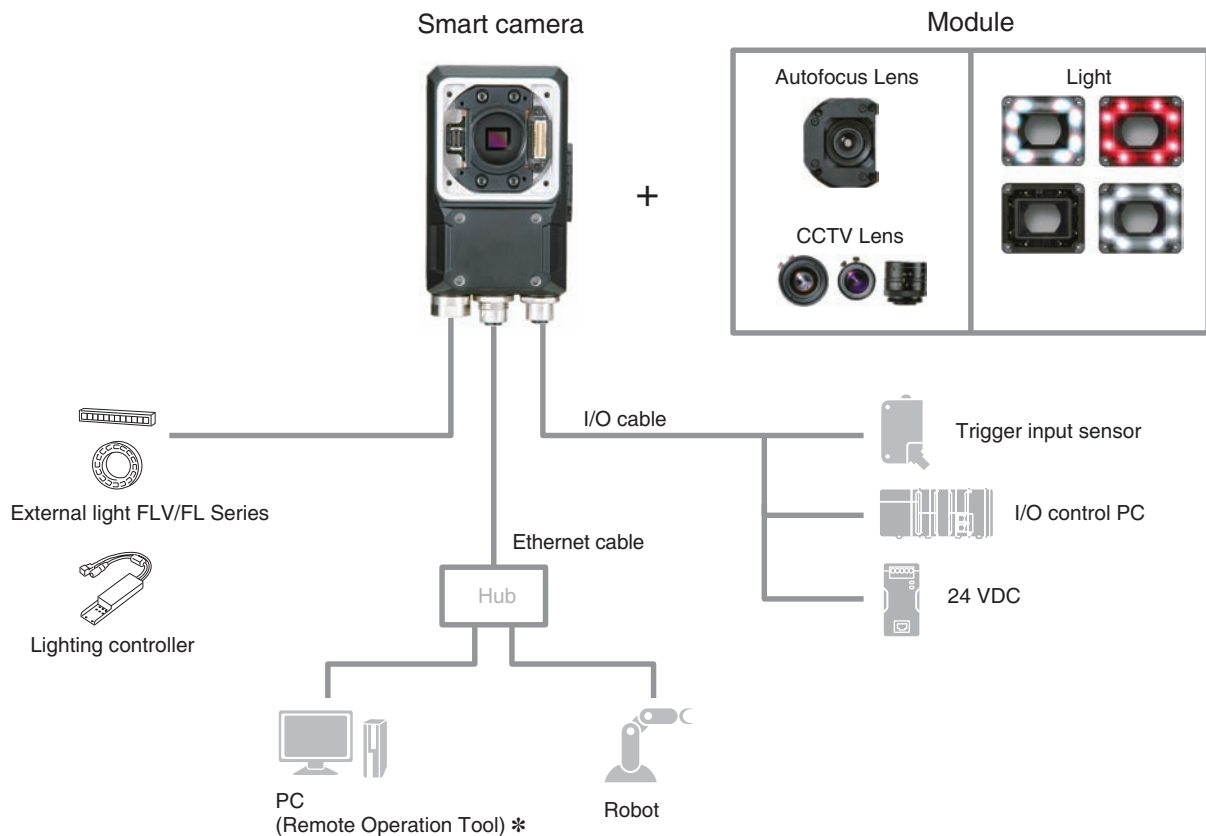 Smart camera
Module
Autofocus Lens
Light
+
CCTV Lens
I/O cable
Trigger input sensor
External light FLV/FL Series
I/O control PC
Ethernet cable
Hub
24 VDC
Lighting controller
PC
(Remote Operation Tool) *
Robot